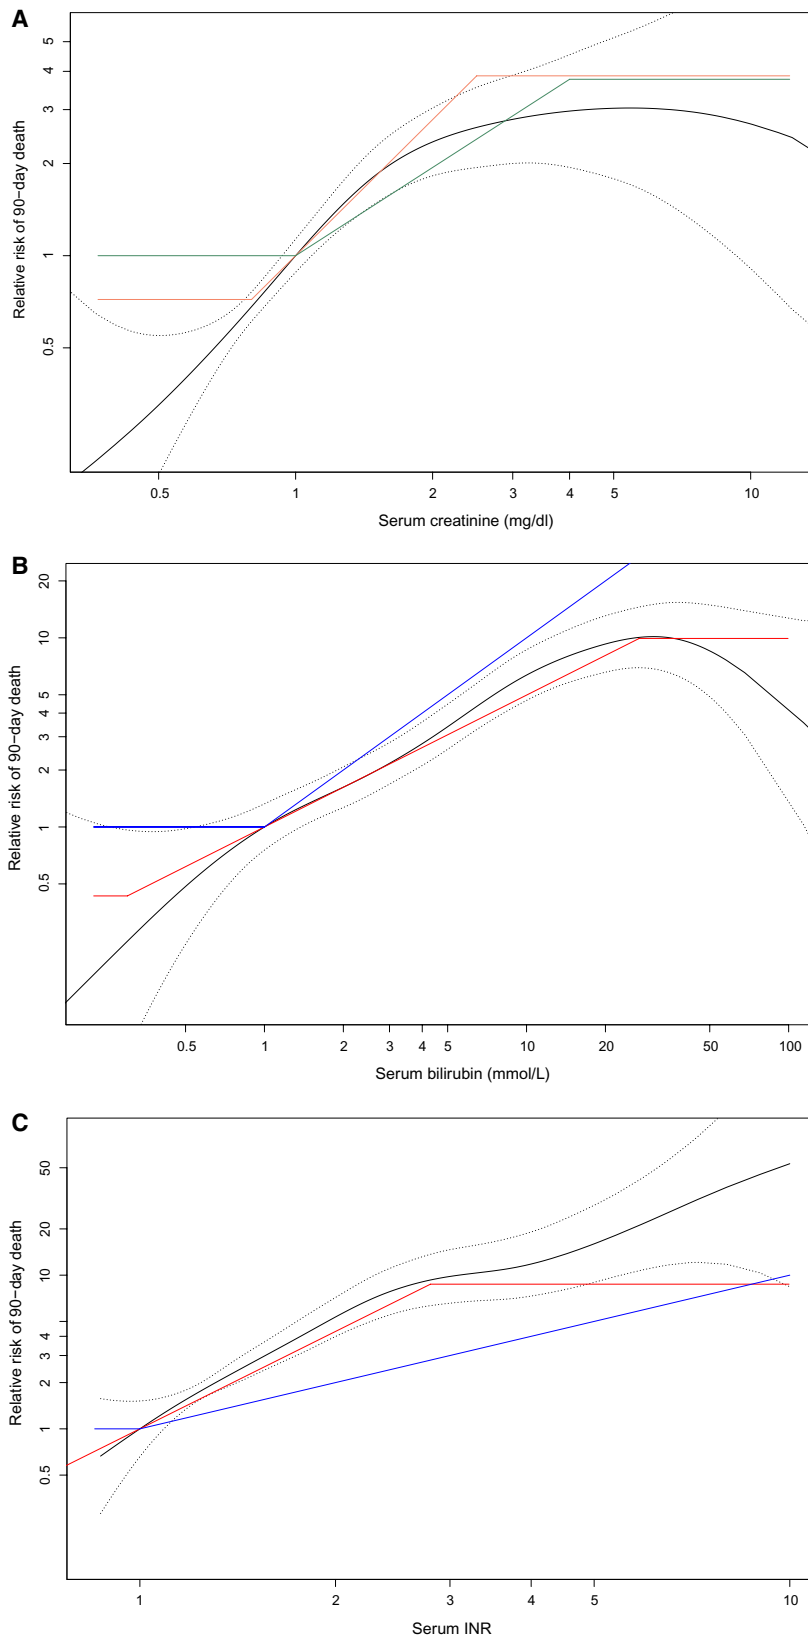 A
Relative risk of 90−day death
5
4
3
2
1
0.5
0.5 1 2 3 4 5 10
Serum creatinine (mg/dl)
B
Relative risk of 90−day death
20
10
5
4
3
2
1
0.5
0.5 1 2 3 4 5 10 20 50 100
Serum bilirubin (mmol/L)
C
Relative risk of 90−day death
50
20
10
4
3
2
1
0.5
1 2 3 4 5 10
Serum INR